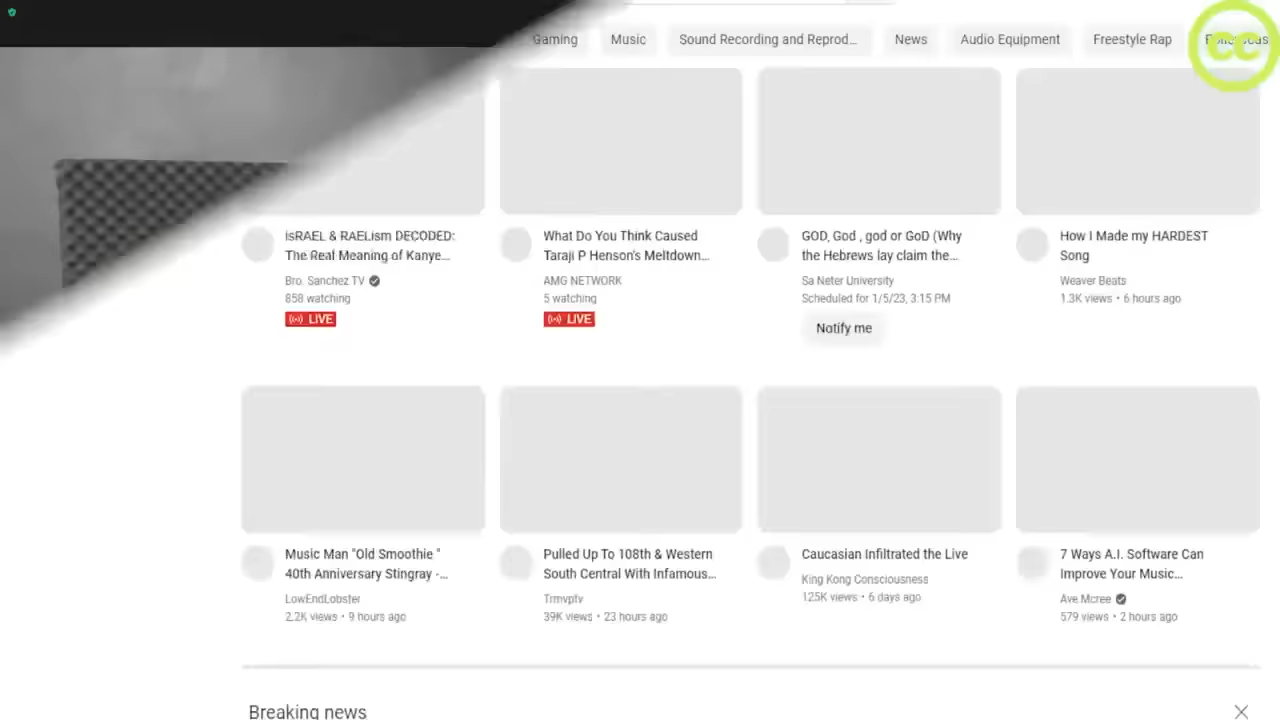 Gaming
Music
Sound Recording and Reprod...
News
Audio Equipment
Freestyle Rap
cc
isRAEL & RAELism DECODED:
The Real Meaning of Kanye...
Bro. Sanchez TV
858 watching
LIVE
What Do You Think Caused
Taraji P Henson's Meltdown...
AMG NETWORK
5 watching
LIVE
GOD, God , god or GoD (Why
the Hebrews lay claim the...
Sa Neter University
Scheduled for 1/5/23, 3:15 PM
Notify me
How I Made my HARDEST
Song
Weaver Beats
1.3K views • 6 hours ago
Music Man "Old Smoothie "
40th Anniversary Stingray -...
LowEndLobster
2.2K views • 9 hours ago
Pulled Up To 108th & Western
South Central With Infamous...
Trmvptv
39K views • 23 hours ago
Caucasian Infiltrated the Live
King Kong Consciousness
125K views • 6 days ago
7 Ways A.I. Software Can
Improve Your Music...
Ave Mcree
579 views • 2 hours ago
Breaking news